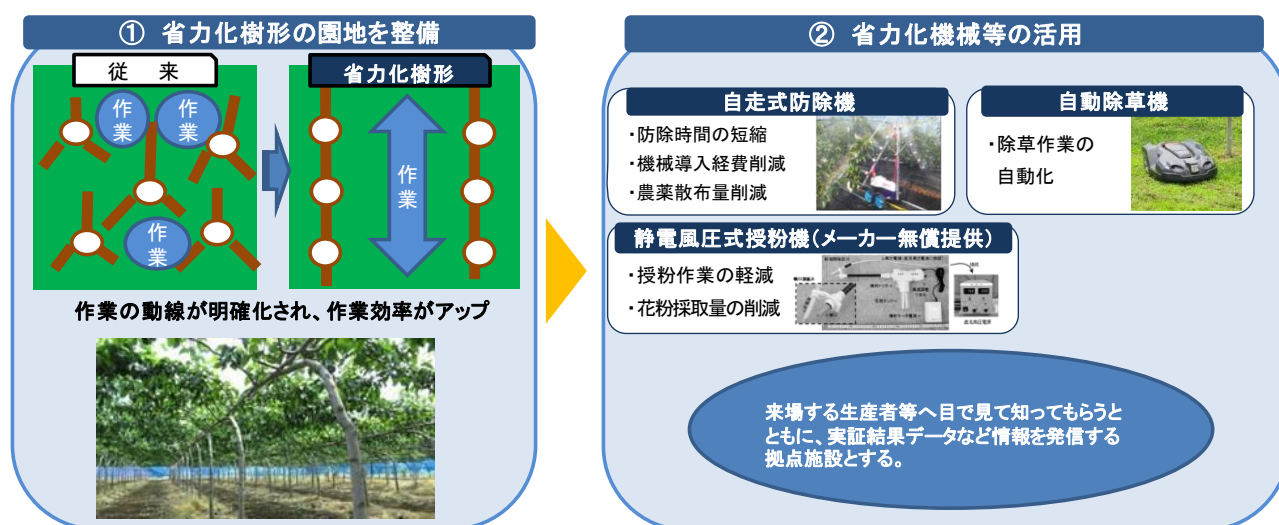 ① 省力化樹形の園地を整備
従 来
省力化樹形
作
業
作
業
作
業
作
業
作業の動線が明確化され、作業効率がアップ
② 省力化機械等の活用
自走式防除機
・防除時間の短縮
・機械導入経費削減
・農薬散布量削減
自動除草機
・除草作業の
自動化
静電風圧式授粉機（メーカー無償提供）
・授粉作業の軽減
・花粉採取量の削減
来場する生産者等へ目で見て知ってもらうと
ともに、実証結果データなど情報を発信する
拠点施設とする。